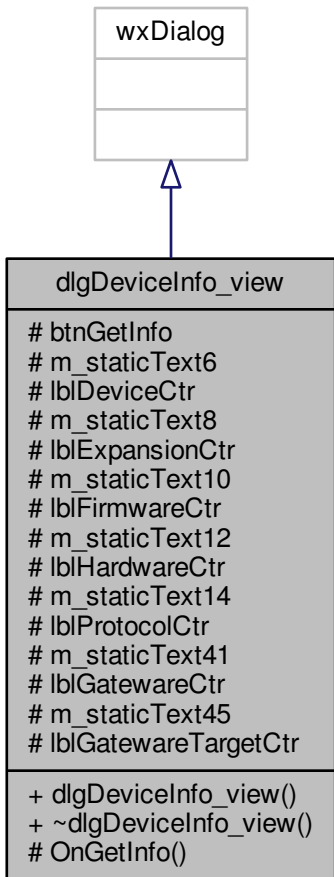 wxDialog
dlgDeviceInfo_view
# btnGetInfo
# m_staticText6
# lblDeviceCtr
# m_staticText8
# lblExpansionCtr
# m_staticText10
# lblFirmwareCtr
# m_staticText12
# lblHardwareCtr
# m_staticText14
# lblProtocolCtr
# m_staticText41
# lblGatewareCtr
# m_staticText45
# lblGatewareTargetCtr
+ dlgDeviceInfo_view()
+ ~dlgDeviceInfo_view()
# OnGetInfo()